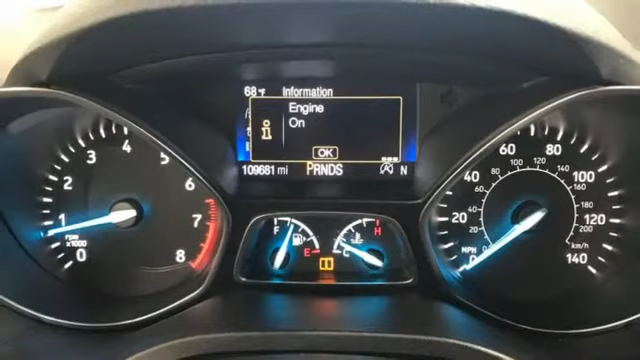 68°F Information
Engine
On
i
OK
109681 mi PRNDS N
0 1 2 3 4 5 6 7 8
rpm
x1000
F E
C H
0 20 40 60 80 100 120 140
20 40 60 80 100 120 140 160 180 200
MPH
km/h